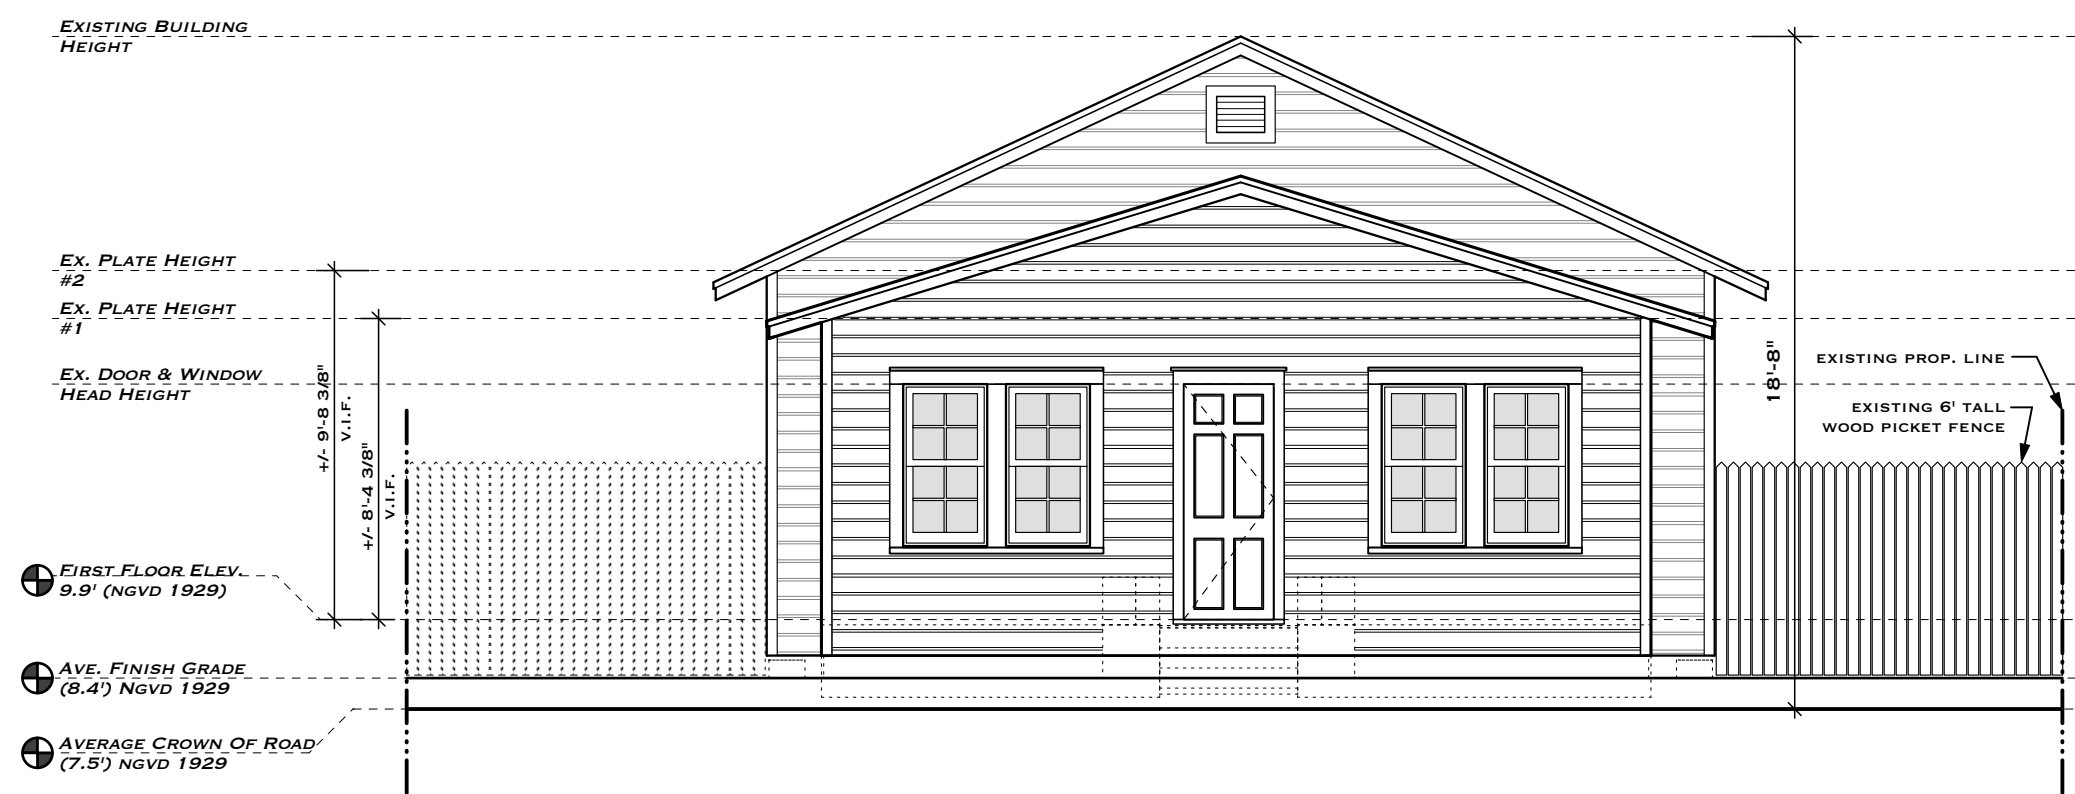 EXISTING BUILDING
HEIGHT
EX. PLATE HEIGHT
#2
EX. PLATE HEIGHT
#1
EX. DOOR & WINDOW
HEAD HEIGHT
+/- 9'-8 3/8"
V.I.F.
+/- 8'-4 3/8"
V.I.F.
18'-8"
EXISTING PROP. LINE
EXISTING 6' TALL
WOOD PICKET FENCE
FIRST FLOOR ELEV.
9.9' (NGVD 1929)
AVE. FINISH GRADE
(8.4') NGVD 1929
AVERAGE CROWN OF ROAD
(7.5') NGVD 1929